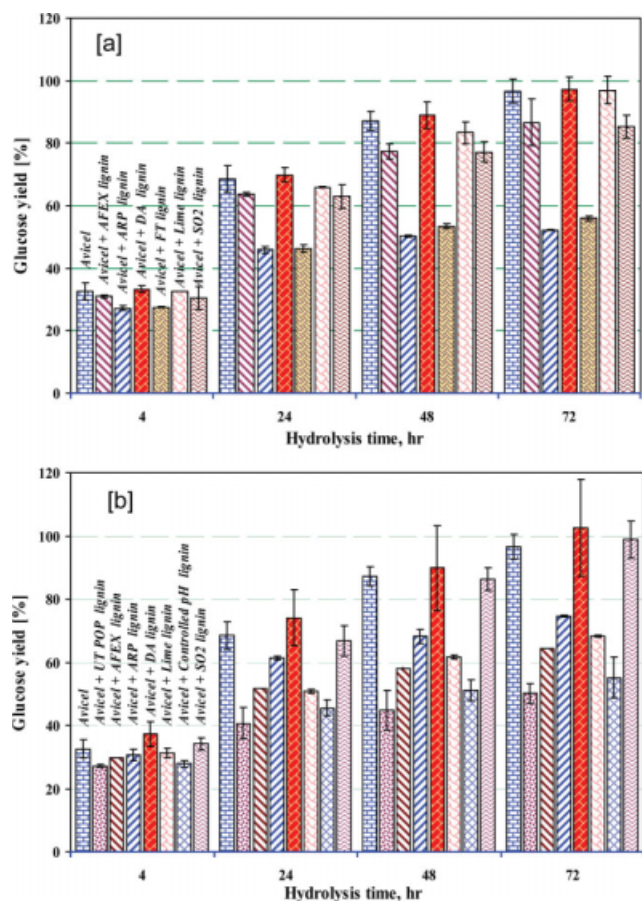 [a]
Glucose yield [%]
120
100
80
60
40
20
0
Avicel
Avicel + AFEX lignin
Avicel + ARP lignin
Avicel + DA lignin
Avicel + FT lignin
Avicel + Lime lignin
Avicel + SO2 lignin
4 24 48 72
Hydrolysis time, hr
[b]
Glucose yield [%]
120
100
80
60
40
20
0
Avicel
Avicel + UT POP lignin
Avicel + AFEX lignin
Avicel + ARP lignin
Avicel + DA lignin
Avicel + Lime lignin
Avicel + Controlled pH lignin
Avicel + SO2 lignin
4 24 48 72
Hydrolysis time, hr